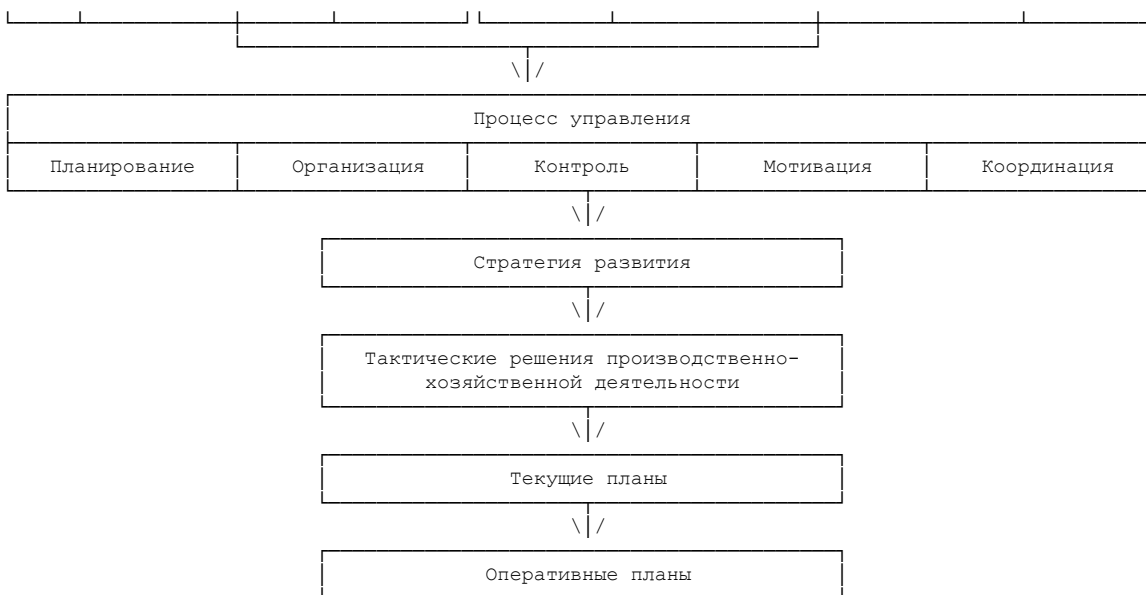 Процесс управления
Планирование Организация Контроль Мотивация Координация
Стратегия развития
Тактические решения производственно-
хозяйственной деятельности
Текущие планы
Оперативные планы